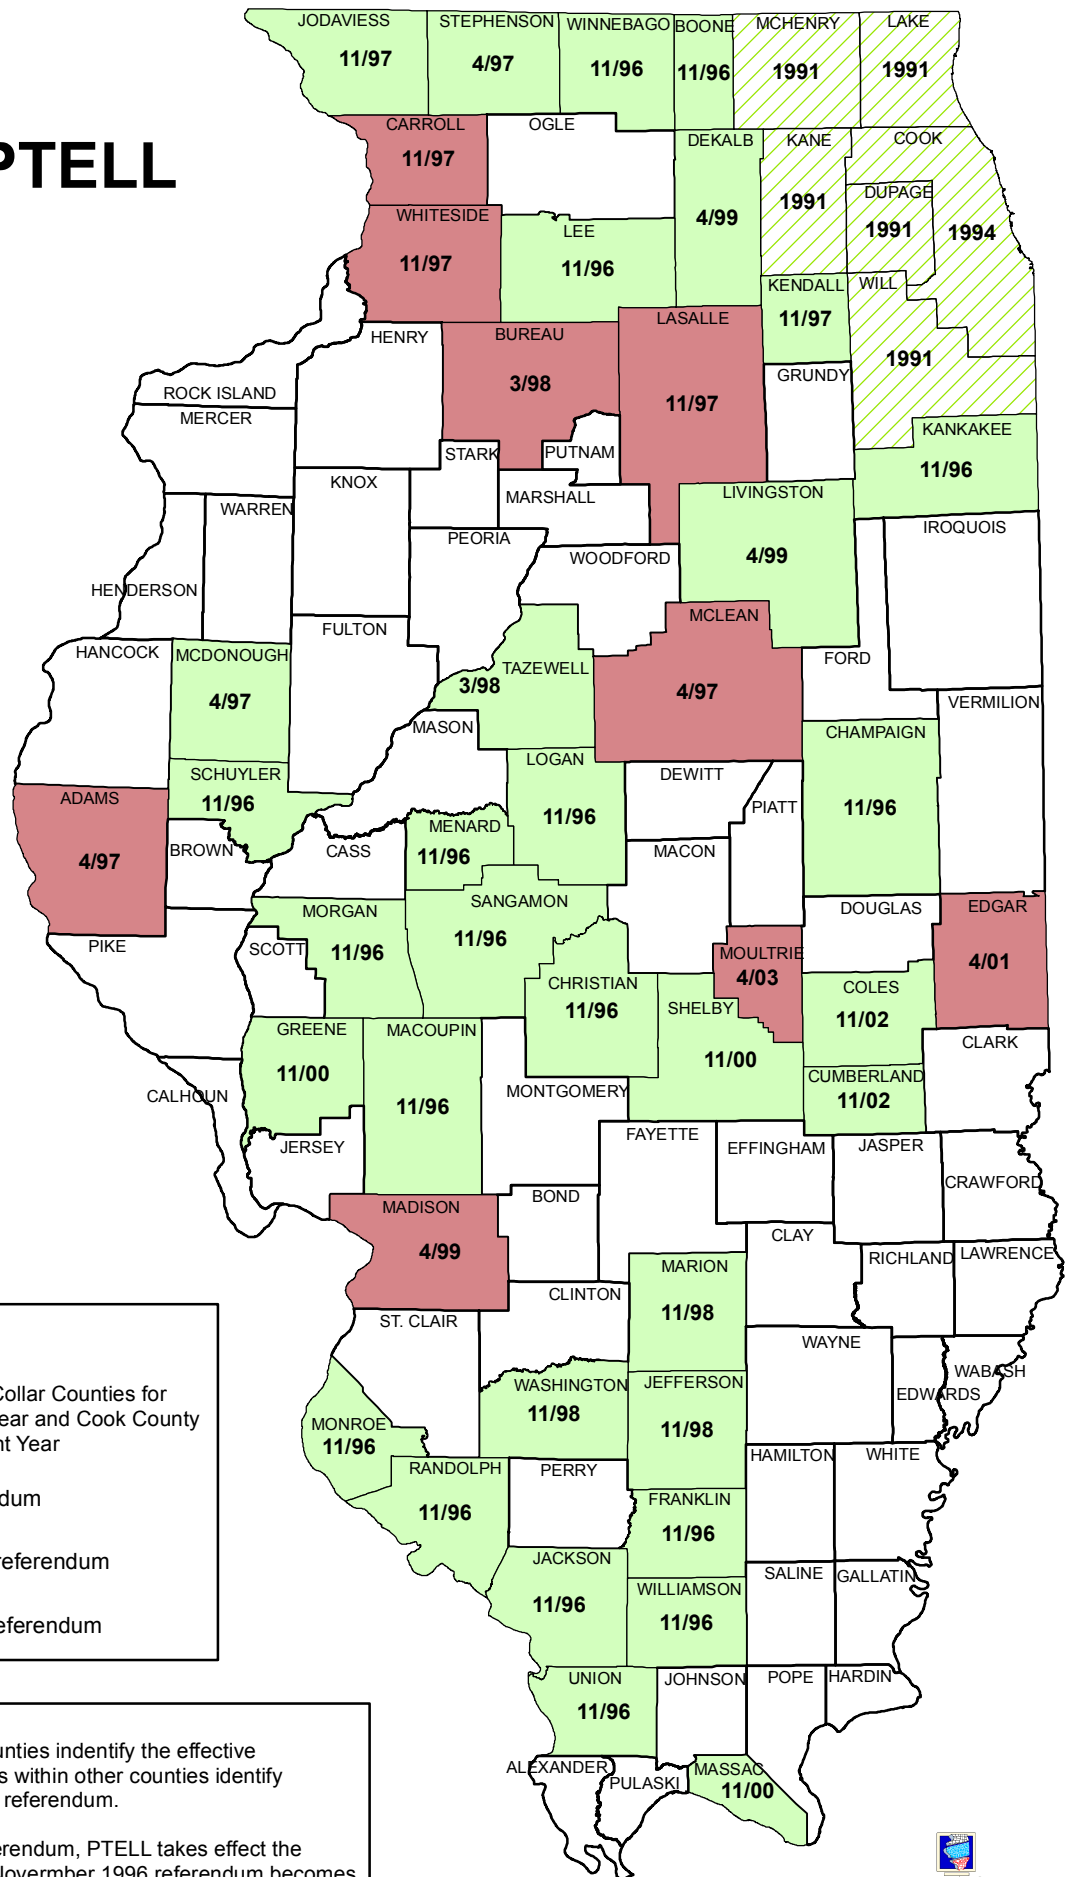 PTELL
JODAVIESS
11/97
STEPHENSON
4/97
WINNEBAGO
11/96
BOONE
11/96
MCHENRY
1991
LAKE
1991
CARROLL
11/97
OGLE
DEKALB
4/99
KANE
1991
COOK
1994
DUPAGE
1991
WHITESIDE
11/97
LEE
11/96
KENDALL
11/97
WILL
1991
HENRY
BUREAU
3/98
LASALLE
11/97
GRUNDY
ROCK ISLAND
MERCER
STARK
PUTNAM
KANKAKEE
11/96
KNOX
MARSHALL
LIVINGSTON
4/99
WARREN
PEORIA
WOODFORD
IROQUOIS
HENDERSON
FULTON
MCLEAN
4/97
HANCOCK
MCDONOUGH
4/97
TAZEWELL
3/98
FORD
VERMILION
MASON
CHAMPAIGN
11/96
SCHUYLER
11/96
LOGAN
11/96
DEWITT
PIATT
ADAMS
4/97
BROWN
CASS
MENARD
11/96
MACON
MORGAN
11/96
SANGAMON
11/96
DOUGLAS
EDGAR
4/01
PIKE
SCOTT
CHRISTIAN
11/96
MOULTRIE
4/03
COLES
11/02
SHELBY
11/00
GREENE
11/00
MACOUPIN
11/96
CLARK
CALHOUN
MONTGOMERY
CUMBERLAND
11/02
JERSEY
FAYETTE
EFFINGHAM
JASPER
CRAWFORD
MADISON
4/99
BOND
CLAY
RICHLAND
LAWRENCE
MARION
11/98
CLINTON
ST. CLAIR
WAYNE
WABASH
EDWARDS
WASHINGTON
11/98
JEFFERSON
11/98
MONROE
11/96
RANDOLPH
11/96
PERRY
HAMILTON
WHITE
FRANKLIN
11/96
JACKSON
11/96
WILLIAMSON
11/96
SALINE
GALLATIN
UNION
11/96
JOHNSON
POPE
HARDIN
ALEXANDER
PULASKI
MASSAC
11/00
Collar Counties for
ear and Cook County
nt Year
dum
referendum
eferendum
unties indentify the effective
s within other counties identify
referendum.
erendum, PTELL takes effect the
Novermber 1996 referendum becomes